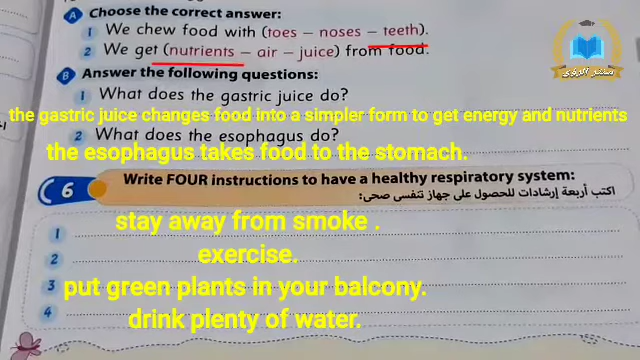 A Choose the correct answer:
1 We chew food with (toes – noses – teeth).
2 We get (nutrients – air – juice) from food.
B Answer the following questions:
1 What does the gastric juice do?
the gastric juice changes food into a simpler form to get energy and nutrients
2 What does the esophagus do?
the esophagus takes food to the stomach.
6 Write FOUR instructions to have a healthy respiratory system:
اكتب أربعة إرشادات للحصول على جهاز تنفسى صحى:
1 stay away from smoke .
2 exercise.
3 put green plants in your balcony.
4 drink plenty of water.